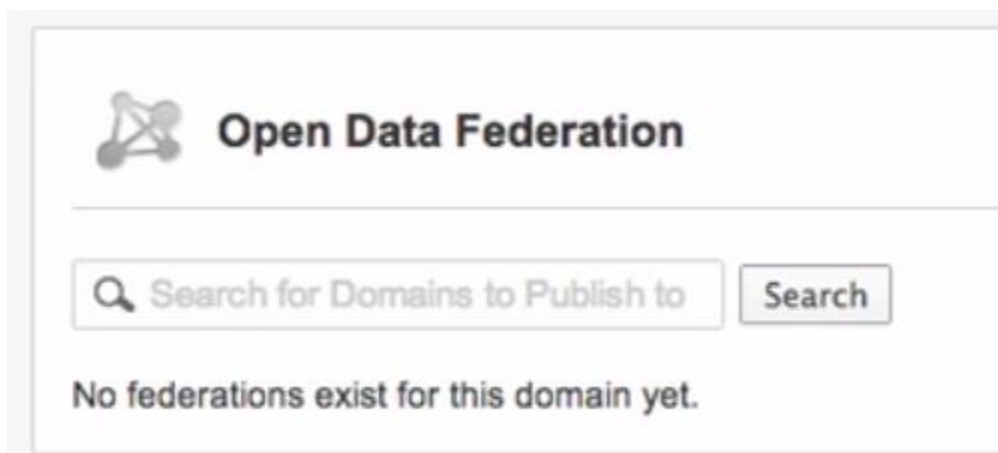 Open Data Federation
Search for Domains to Publish to
Search
No federations exist for this domain yet.